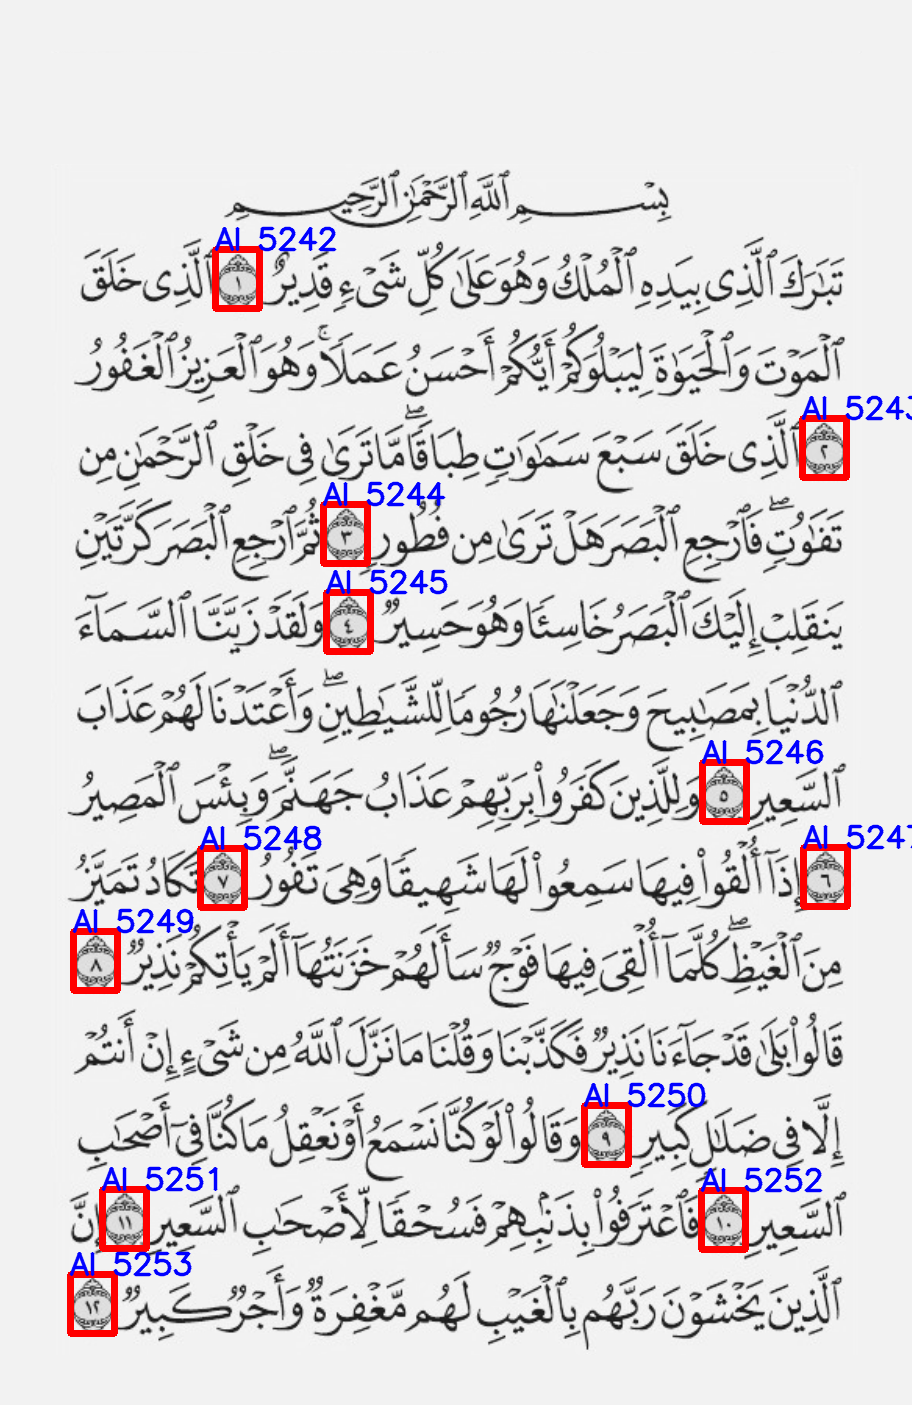 بِسْمِ ٱللَّهِ ٱلرَّحْمَٰنِ ٱلرَّحِيمِ
AI 5242
تَبَٰرَكَ ٱلَّذِى بِيَدِهِ ٱلْمُلْكُ وَهُوَ عَلَىٰ كُلِّ شَىْءٍ قَدِيرٌ ١ ٱلَّذِى خَلَقَ
ٱلْمَوْتَ وَٱلْحَيَوٰةَ لِيَبْلُوَكُمْ أَيُّكُمْ أَحْسَنُ عَمَلًا ۚ وَهُوَ ٱلْعَزِيزُ ٱلْغَفُورُ
AI 5243
٢ ٱلَّذِى خَلَقَ سَبْعَ سَمَٰوَٰتٍ طِبَاقًا ۖ مَّا تَرَىٰ فِى خَلْقِ ٱلرَّحْمَٰنِ مِن
AI 5244
تَفَٰوُتٍ ۖ فَٱرْجِعِ ٱلْبَصَرَ هَلْ تَرَىٰ مِن فُطُورٍ ٣ ثُمَّ ٱرْجِعِ ٱلْبَصَرَ كَرَّتَيْنِ
AI 5245
يَنقَلِبْ إِلَيْكَ ٱلْبَصَرُ خَاسِئًا وَهُوَ حَسِيرٌ ٤ وَلَقَدْ زَيَّنَّا ٱلسَّمَآءَ
ٱلدُّنْيَا بِمَصَٰبِيحَ وَجَعَلْنَٰهَا رُجُومًا لِّلشَّيَٰطِينِ ۖ وَأَعْتَدْنَا لَهُمْ عَذَابَ
AI 5246
ٱلسَّعِيرِ ٥ وَلِلَّذِينَ كَفَرُوا۟ بِرَبِّهِمْ عَذَابُ جَهَنَّمَ ۖ وَبِئْسَ ٱلْمَصِيرُ
AI 5247 AI 5248
٦ إِذَآ أُلْقُوا۟ فِيهَا سَمِعُوا۟ لَهَا شَهِيقًا وَهِىَ تَفُورُ ٧ تَكَادُ تَمَيَّزُ
AI 5249
مِنَ ٱلْغَيْظِ ۖ كُلَّمَآ أُلْقِىَ فِيهَا فَوْجٌ سَأَلَهُمْ خَزَنَتُهَآ أَلَمْ يَأْتِكُمْ نَذِيرٌ ٨
قَالُوا۟ بَلَىٰ قَدْ جَآءَنَا نَذِيرٌ فَكَذَّبْنَا وَقُلْنَا مَا نَزَّلَ ٱللَّهُ مِن شَىْءٍ إِنْ أَنتُمْ
AI 5250
إِلَّا فِى ضَلَٰلٍ كَبِيرٍ ٩ وَقَالُوا۟ لَوْ كُنَّا نَسْمَعُ أَوْ نَعْقِلُ مَا كُنَّا فِىٓ أَصْحَٰبِ
AI 5252 AI 5251
ٱلسَّعِيرِ ١٠ فَٱعْتَرَفُوا۟ بِذَنۢبِهِمْ فَسُحْقًا لِّأَصْحَٰبِ ٱلسَّعِيرِ ١١ إِنَّ
AI 5253
ٱلَّذِينَ يَخْشَوْنَ رَبَّهُم بِٱلْغَيْبِ لَهُم مَّغْفِرَةٌ وَأَجْرٌ كَبِيرٌ ١٢